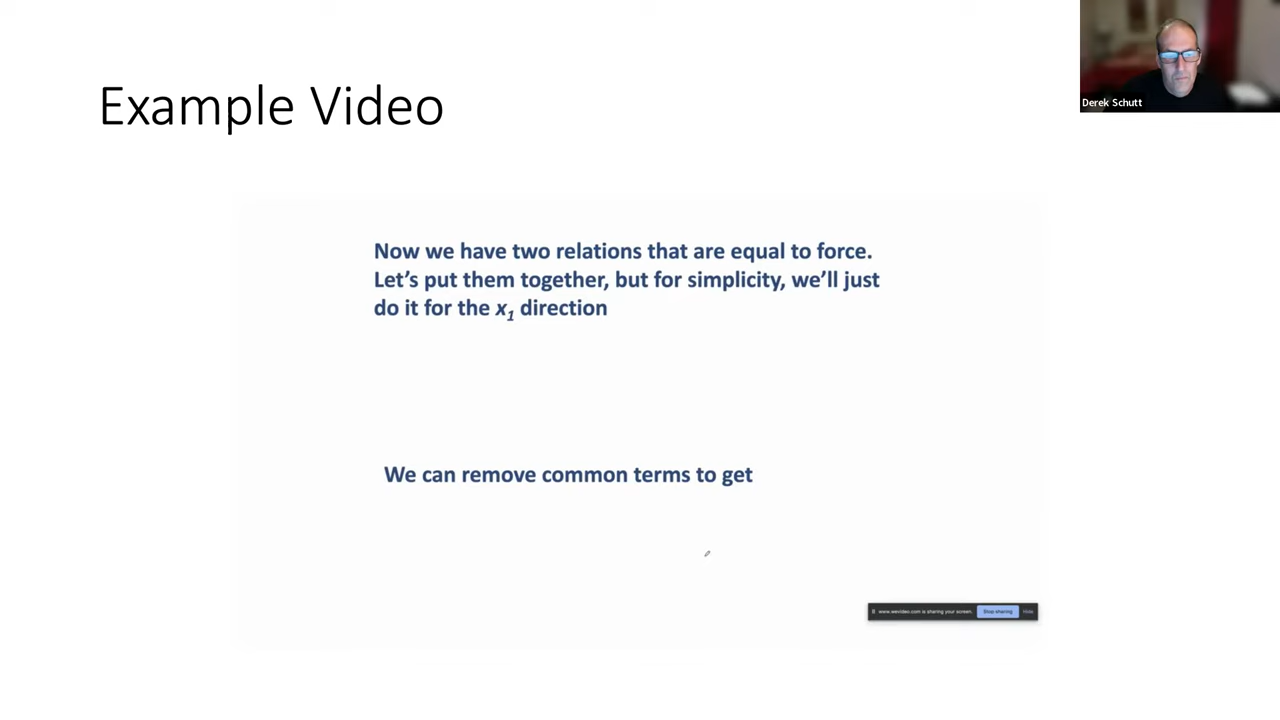 Example Video
Derek Schutt
Now we have two relations that are equal to force.
Let's put them together, but for simplicity, we'll just
do it for the x₁ direction
We can remove common terms to get
www.wevideo.com is sharing your screen. Stop sharing Hide